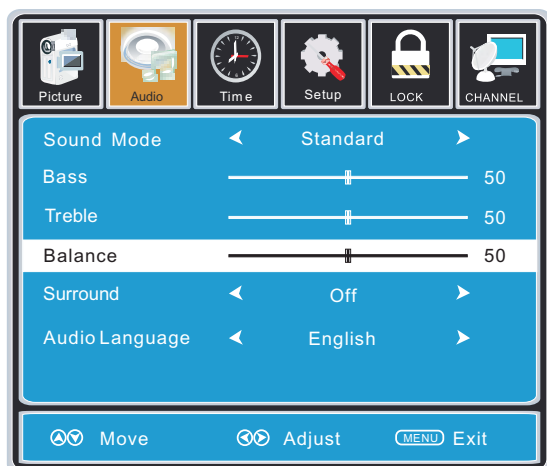 Picture Audio Time Setup LOCK CHANNEL
Sound Mode Standard
Bass 50
Treble 50
Balance 50
Surround Off
Audio Language English
Move Adjust MENU Exit